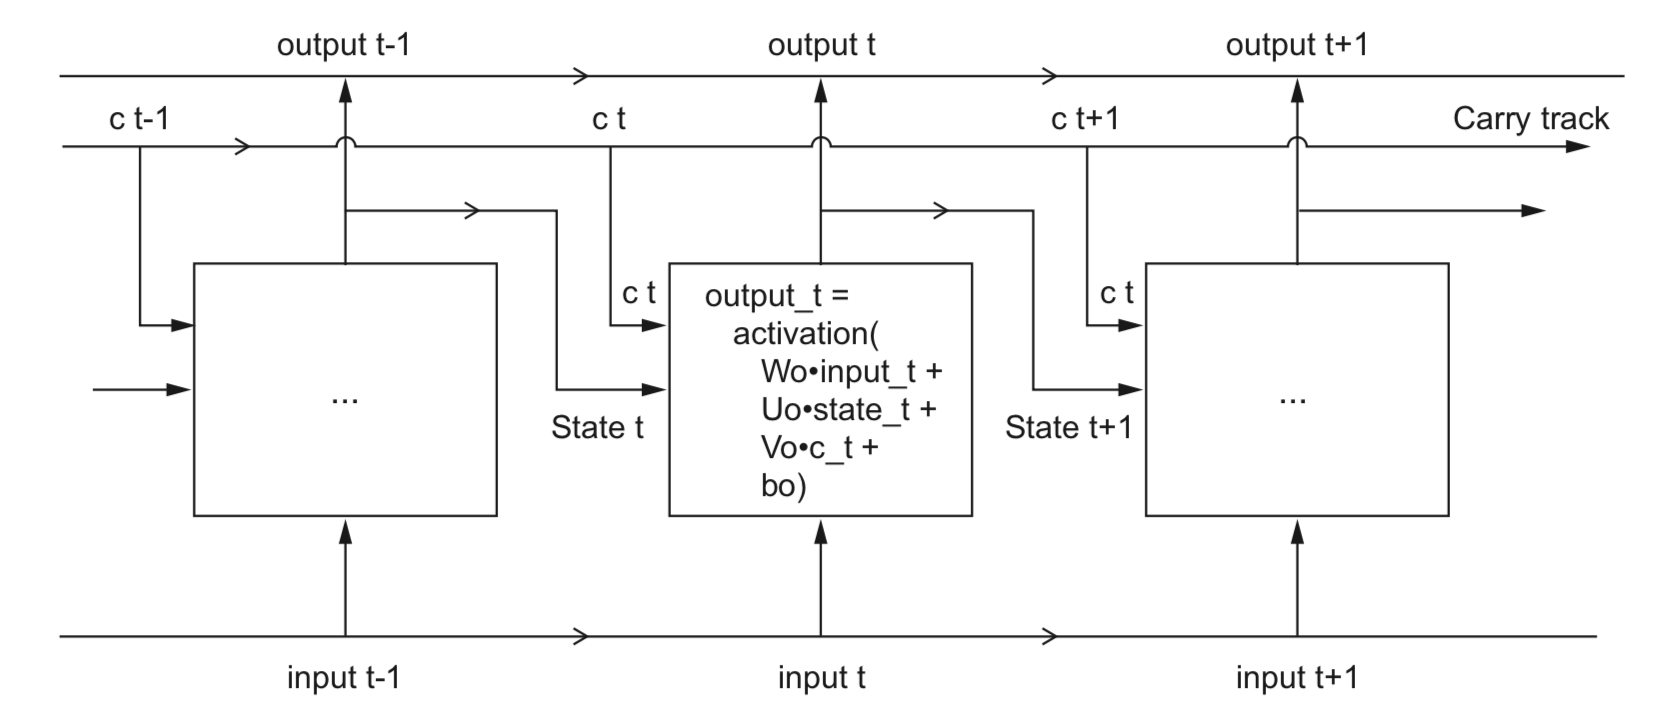 output t-1
output t
output t+1
c t-1
c t
c t+1
Carry track
c t
c t
output_t =
activation(
Wo•input_t +
Uo•state_t +
Vo•c_t +
bo)
...
...
State t
State t+1
input t-1
input t
input t+1